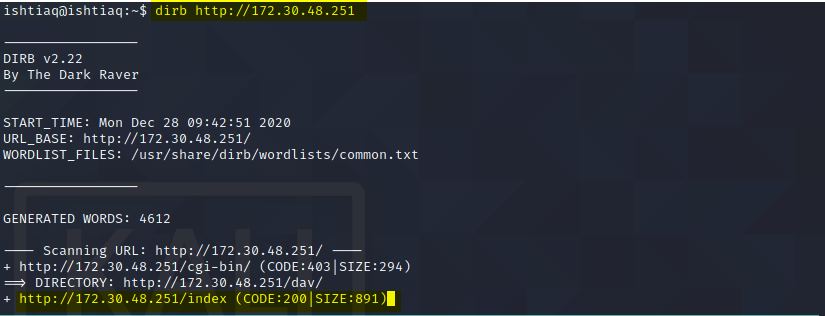 ishtiaq@ishtiaq:~$ dirb http://172.30.48.251
-----------------
DIRB v2.22
By The Dark Raver
-----------------
START_TIME: Mon Dec 28 09:42:51 2020
URL_BASE: http://172.30.48.251/
WORDLIST_FILES: /usr/share/dirb/wordlists/common.txt
-----------------
GENERATED WORDS: 4612
---- Scanning URL: http://172.30.48.251/ ----
+ http://172.30.48.251/cgi-bin/ (CODE:403|SIZE:294)
==> DIRECTORY: http://172.30.48.251/dav/
+ http://172.30.48.251/index (CODE:200|SIZE:891)
KALI